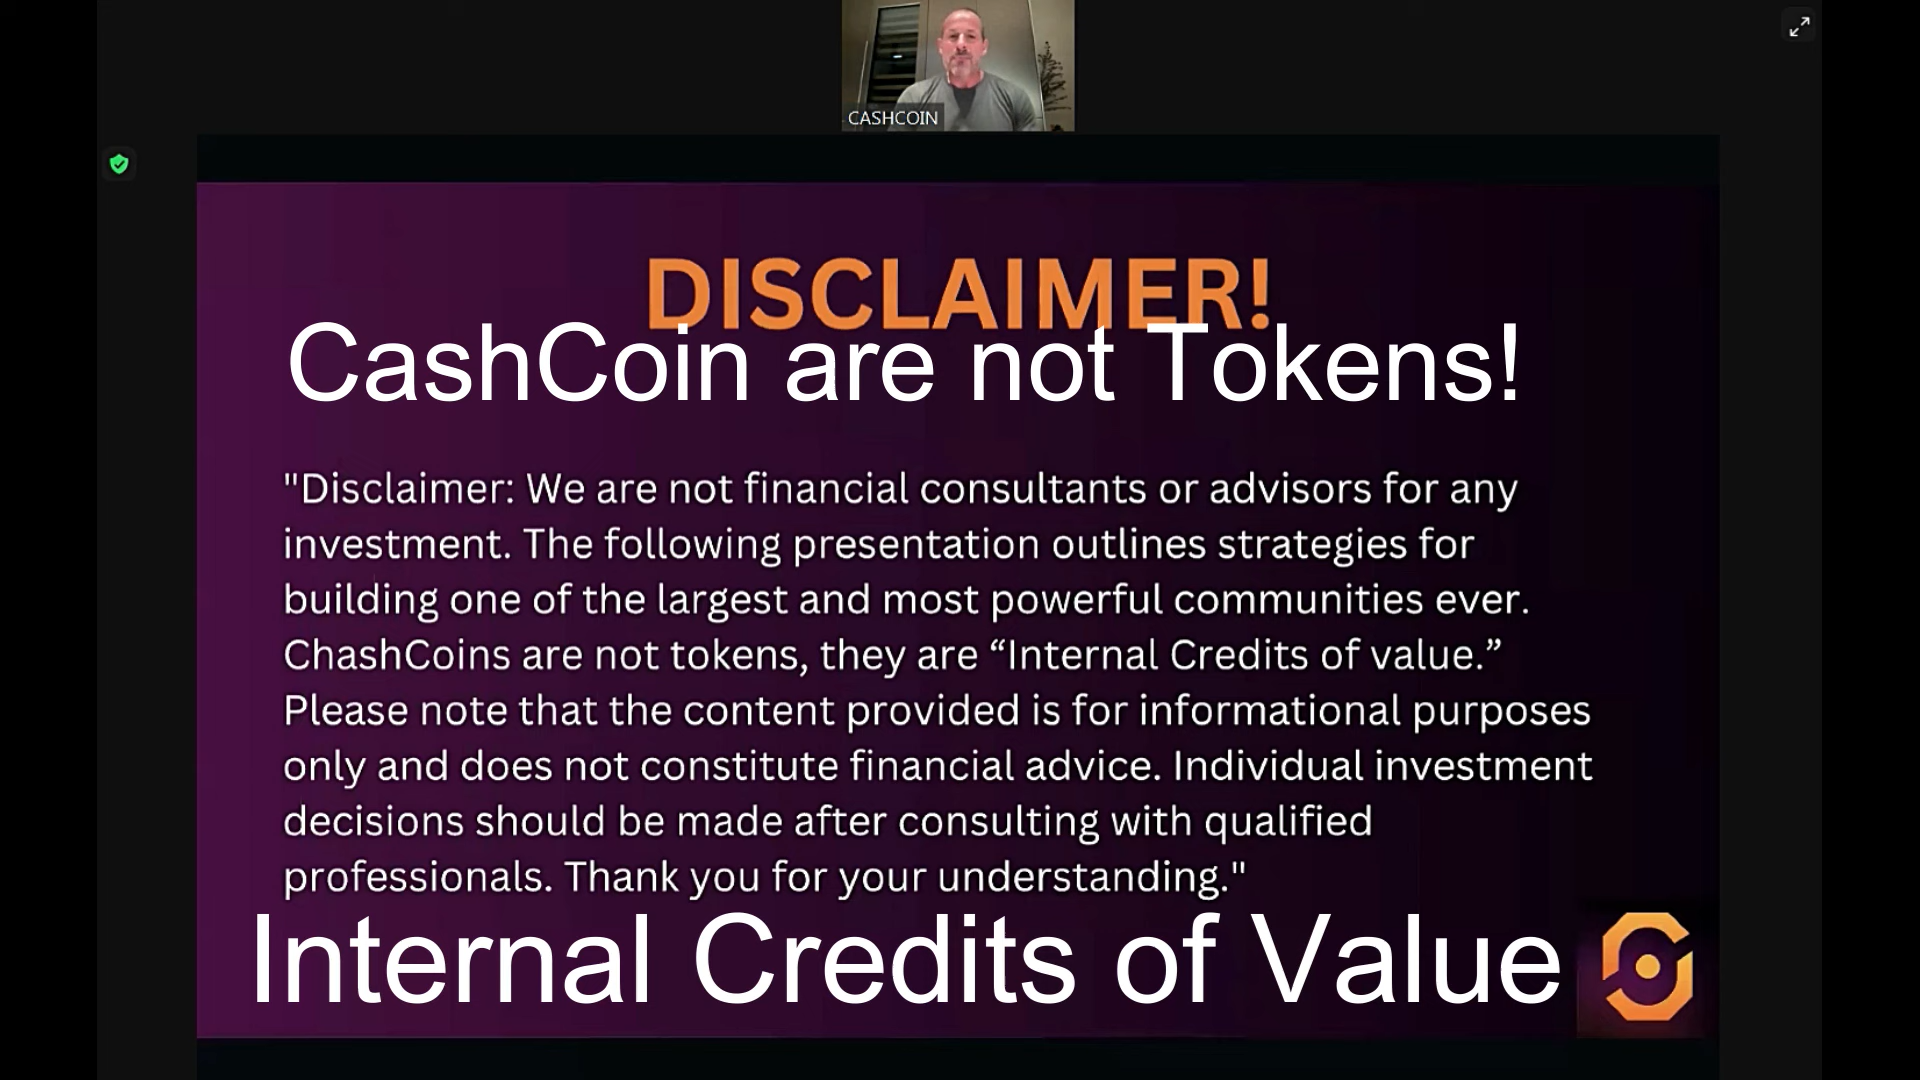 CASHCOIN
DISCLAIMER!
CashCoin are not Tokens!
"Disclaimer: We are not financial consultants or advisors for any
investment. The following presentation outlines strategies for
building one of the largest and most powerful communities ever.
ChashCoins are not tokens, they are “Internal Credits of value.”
Please note that the content provided is for informational purposes
only and does not constitute financial advice. Individual investment
decisions should be made after consulting with qualified
professionals. Thank you for your understanding."
Internal Credits of Value